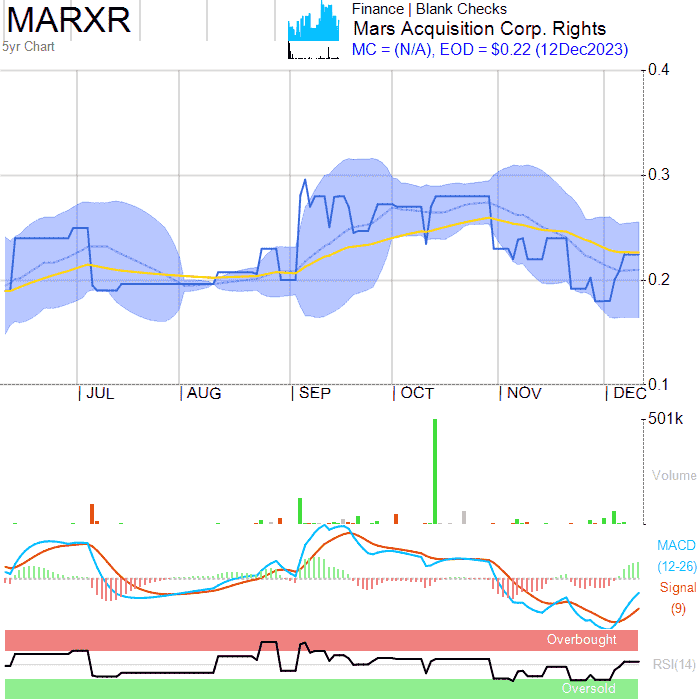 MARXR
5yr Chart
Finance | Blank Checks
Mars Acquisition Corp. Rights
MC = (N/A), EOD = $0.22 (12Dec2023)
0.4
0.3
0.2
0.1
| JUL | AUG | SEP | OCT | NOV | DEC
501k
Volume
MACD
(12-26)
Signal
(9)
Overbought
RSI(14)
Oversold